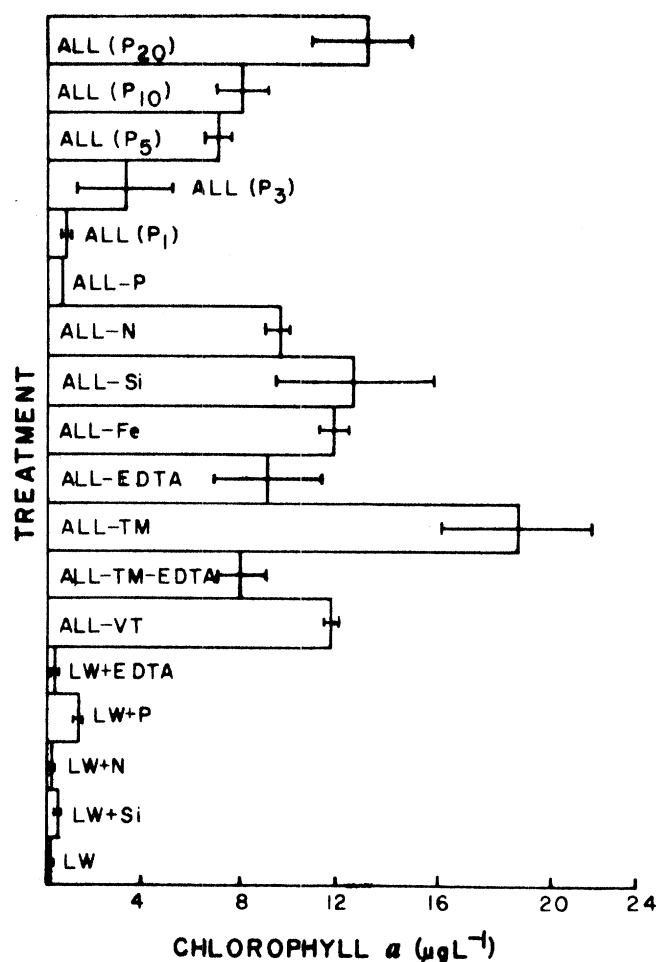 ALL (P20)
ALL (P10)
ALL (P5)
ALL (P3)
ALL (P1)
ALL-P
ALL-N
ALL-Si
ALL-Fe
ALL-EDTA
ALL-TM
ALL-TM-EDTA
ALL-VT
LW+EDTA
LW+P
LW+N
LW+Si
LW
TREATMENT
4 8 12 16 20 24
CHLOROPHYLL a (µgL⁻¹)